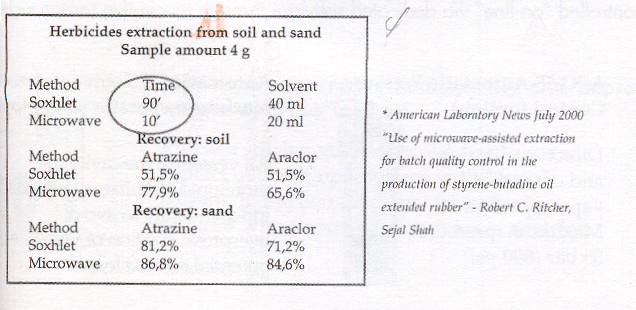 Herbicides extraction from soil and sand
Sample amount 4 g
Method Time Solvent
Soxhlet 90' 40 ml
Microwave 10' 20 ml
Recovery: soil
Method Atrazine Araclor
Soxhlet 51,5% 51,5%
Microwave 77,9% 65,6%
Recovery: sand
Method Atrazine Araclor
Soxhlet 81,2% 71,2%
Microwave 86,8% 84,6%
* American Laboratory News July 2000
"Use of microwave-assisted extraction
for batch quality control in the
production of styrene-butadine oil
extended rubber" - Robert C. Ritcher,
Sejal Shah